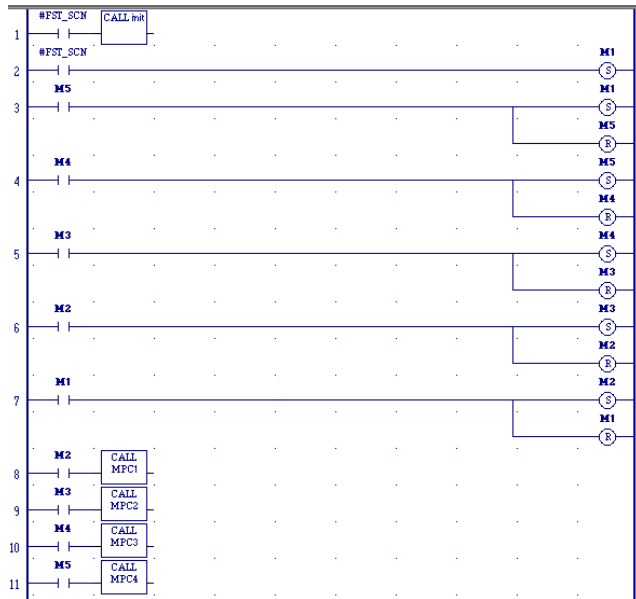 #FST_SCN CALL init
1
#FST_SCN M1
2 S
M5 M1
3 S
M5
R
M4 M5
4 S
M4
R
M3 M4
5 S
M3
R
M2 M3
6 S
M2
R
M1 M2
7 S
M1
R
M2 CALL
MPC1
8
M3 CALL
MPC2
9
M4 CALL
MPC3
10
M5 CALL
MPC4
11